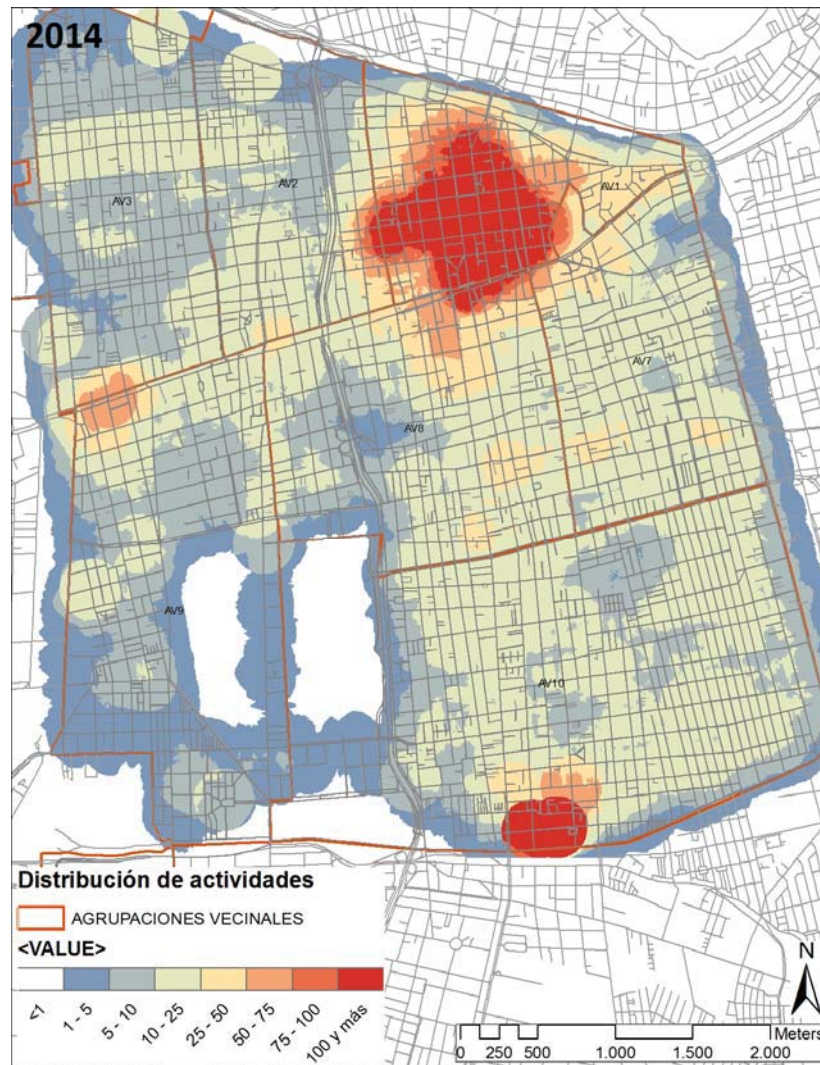 2014
AV3
AV2
AV1
AV7
AV8
AV9
AV10
Distribución de actividades
AGRUPACIONES VECINALES
<VALUE>
<1
1 - 5
5 - 10
10 - 25
25 - 50
50 - 75
75 - 100
100 y más
N
Meters
0 250 500 1.000 1.500 2.000